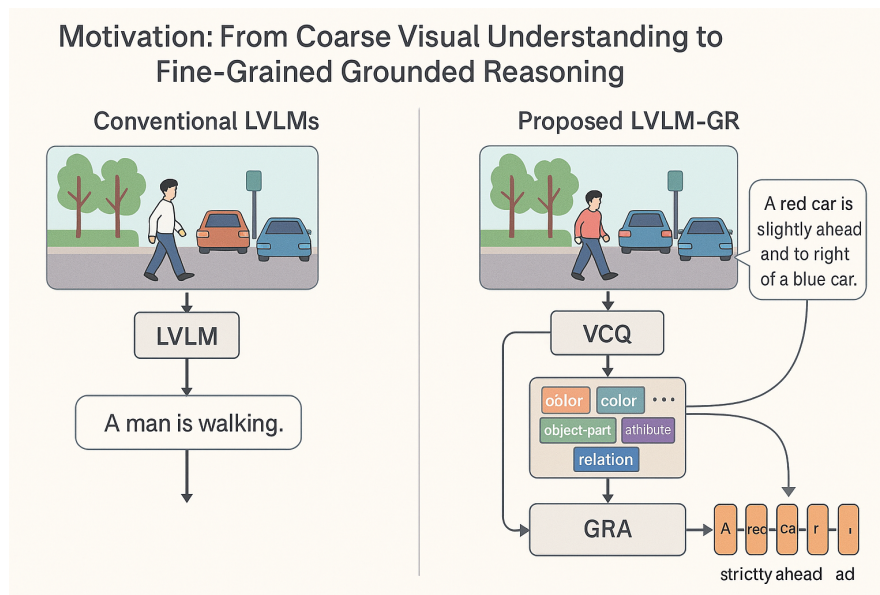 Motivation: From Coarse Visual Understanding to
Fine-Grained Grounded Reasoning
Conventional LVLMs
LVLM
A man is walking.
Proposed LVLM-GR
A red car is
slightly ahead
and to right
of a blue car.
VCQ
oolor color •••
object-part athibute
relation
GRA
A rec ca r ı
strictty ahead ad